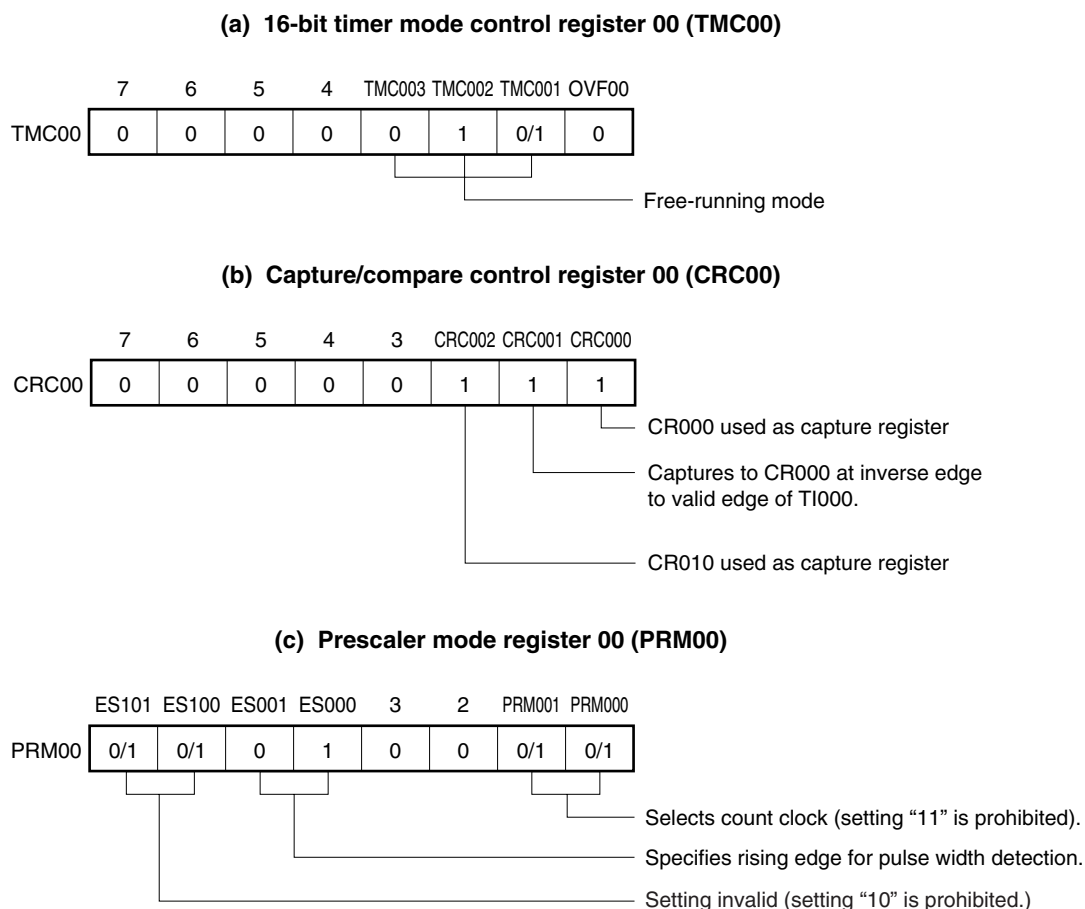 (a) 16-bit timer mode control register 00 (TMC00)
7 6 5 4 TMC003 TMC002 TMC001 OVF00
TMC00 0 0 0 0 0 1 0/1 0
Free-running mode
(b) Capture/compare control register 00 (CRC00)
7 6 5 4 3 CRC002 CRC001 CRC000
CRC00 0 0 0 0 0 1 1 1
CR000 used as capture register
Captures to CR000 at inverse edge
to valid edge of TI000.
CR010 used as capture register
(c) Prescaler mode register 00 (PRM00)
ES101 ES100 ES001 ES000 3 2 PRM001 PRM000
PRM00 0/1 0/1 0 1 0 0 0/1 0/1
Selects count clock (setting “11” is prohibited).
Specifies rising edge for pulse width detection.
Setting invalid (setting “10” is prohibited.)